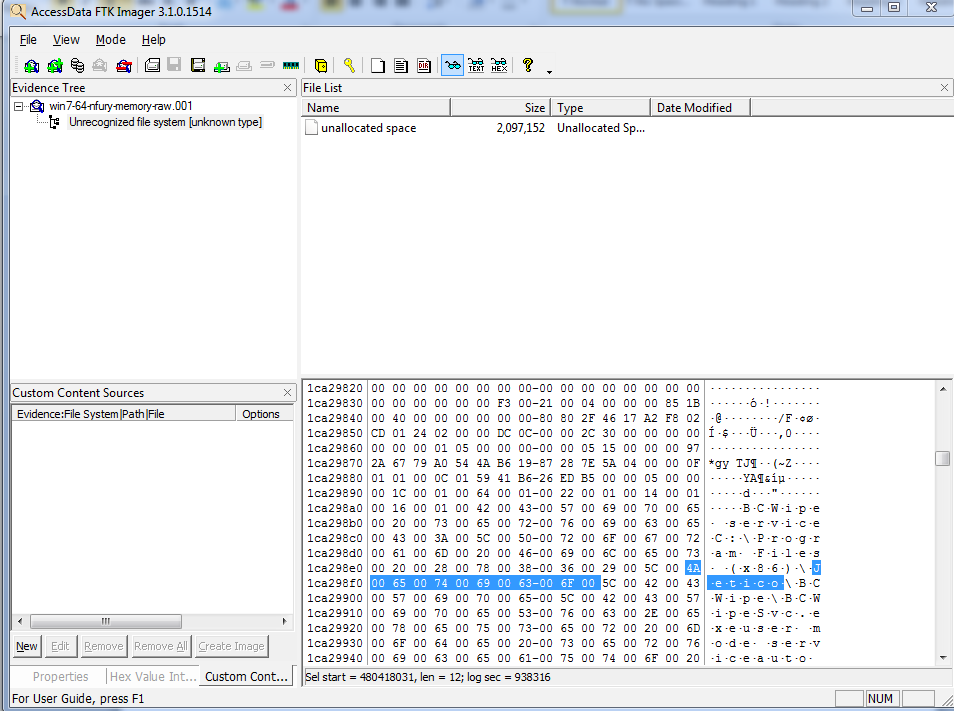 AccessData FTK Imager 3.1.0.1514
File View Mode Help
Evidence Tree
win7-64-nfury-memory-raw.001
Unrecognized file system [unknown type]
File List
Name Size Type Date Modified
unallocated space 2,097,152 Unallocated Sp...
Custom Content Sources
Evidence:File System|Path|File Options
New Edit Remove Remove All Create Image
Properties Hex Value Int... Custom Cont...
1ca29820 00 00 00 00 00 00 00 00-00 00 00 00 00 00 00 00 ················
1ca29830 00 00 00 00 00 00 F3 00-21 00 04 00 00 00 85 1B ······ó·!·······
1ca29840 00 40 00 00 00 00 00 00-80 80 2F 46 17 A2 F8 02 ·@········/F·¢ø·
1ca29850 CD 01 24 02 00 00 DC 0C-00 00 2C 30 00 00 00 00 Í·$···Ü···,0····
1ca29860 00 00 00 01 05 00 00 00-00 00 05 15 00 00 00 97 ················
1ca29870 2A 67 79 A0 54 4A B6 19-87 28 7E 5A 04 00 00 0F *gy TJ¶··(~Z····
1ca29880 01 01 00 0C 01 59 41 B6-26 ED B5 00 00 05 00 00 ·····YA¶&íµ·····
1ca29890 00 1C 00 01 00 64 00 01-00 22 00 01 00 14 00 01 ·····d···"······
1ca298a0 00 16 00 01 00 42 00 43-00 57 00 69 00 70 00 65 ·····B·C·W·i·p·e
1ca298b0 00 20 00 73 00 65 00 72-00 76 00 69 00 63 00 65 · ·s·e·r·v·i·c·e
1ca298c0 00 43 00 3A 00 5C 00 50-00 72 00 6F 00 67 00 72 ·C·:·\·P·r·o·g·r
1ca298d0 00 61 00 6D 00 20 00 46-00 69 00 6C 00 65 00 73 ·a·m· ·F·i·l·e·s
1ca298e0 00 20 00 28 00 78 00 38-00 36 00 29 00 5C 00 4A · ·(·x·8·6·)·\·J
1ca298f0 00 65 00 74 00 69 00 63-00 6F 00 5C 00 42 00 43 ·e·t·i·c·o·\·B·C
1ca29900 00 57 00 69 00 70 00 65-00 5C 00 42 00 43 00 57 ·W·i·p·e·\·B·C·W
1ca29910 00 69 00 70 00 65 00 53-00 76 00 63 00 2E 00 65 ·i·p·e·S·v·c·.·e
1ca29920 00 78 00 65 00 75 00 73-00 65 00 72 00 20 00 6D ·x·e·u·s·e·r· ·m
1ca29930 00 6F 00 64 00 65 00 20-00 73 00 65 00 72 00 76 ·o·d·e· ·s·e·r·v
1ca29940 00 69 00 63 00 65 00 61-00 75 00 74 00 6F 00 20 ·i·c·e·a·u·t·o·
Sel start = 480418031, len = 12; log sec = 938316
For User Guide, press F1 NUM